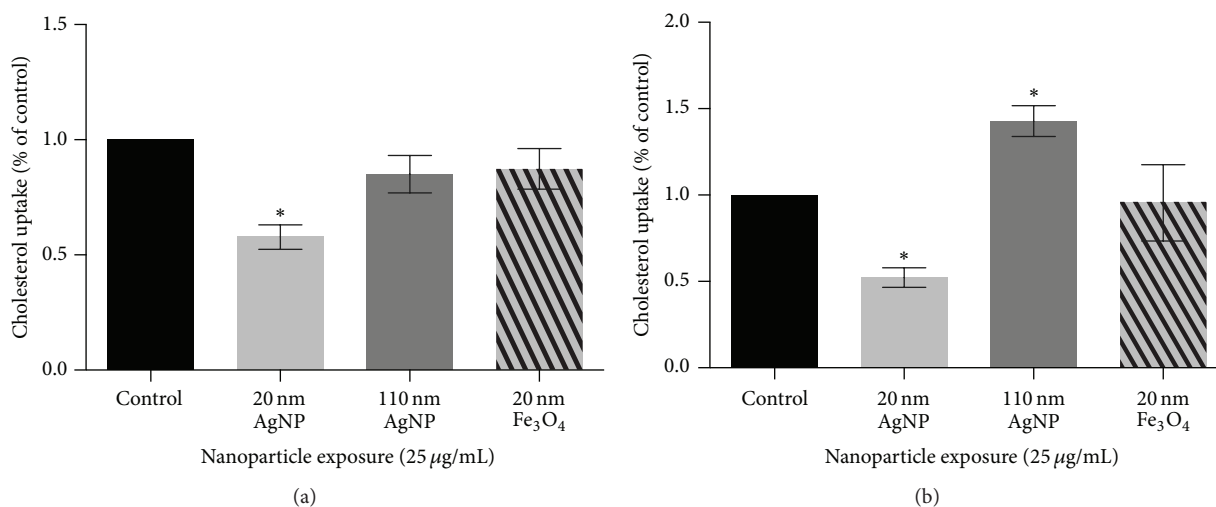 1.5
1.0
0.5
0.0
Cholesterol uptake (% of control)
*
Control
20 nm
AgNP
110 nm
AgNP
20 nm
Fe₃O₄
Nanoparticle exposure (25 μg/mL)
(a)
2.0
1.5
1.0
0.5
0.0
Cholesterol uptake (% of control)
*
*
Control
20 nm
AgNP
110 nm
AgNP
20 nm
Fe₃O₄
Nanoparticle exposure (25 μg/mL)
(b)